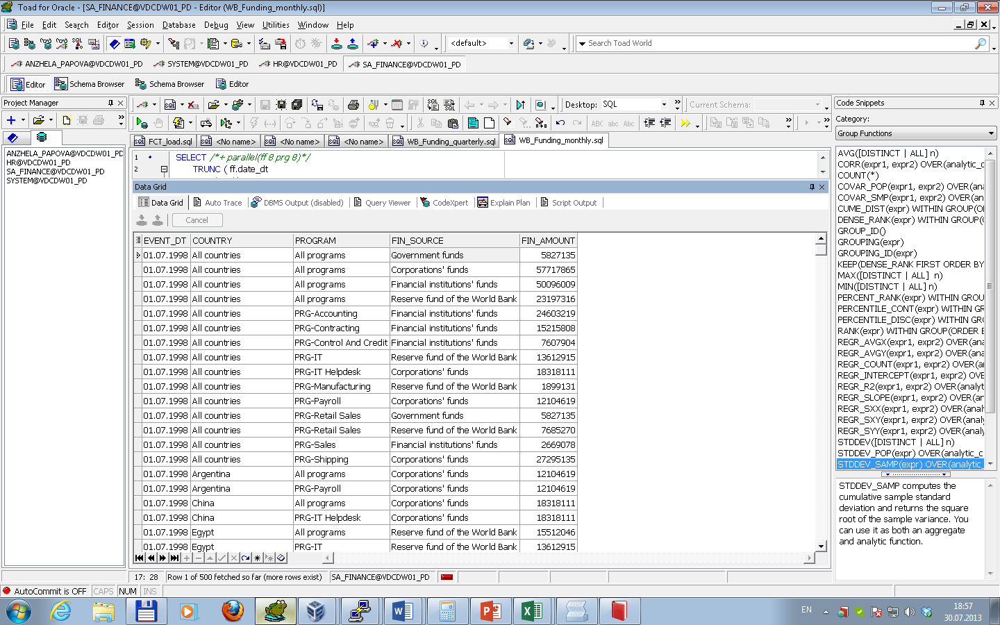 Toad for Oracle - [SA_FINANCE@VDCDW01_PD - Editor (WB_Funding_monthly.sql)]
File Edit Search Editor Session Database Debug View Utilities Window Help
<default>
Search Toad World
ANZHELA_PAPOVA@VDCDW01_PD SYSTEM@VDCDW01_PD HR@VDCDW01_PD SA_FINANCE@VDCDW01_PD
Editor Schema Browser Schema Browser Editor
Project Manager
ANZHELA_PAPOVA@VDCDW01_PD
HR@VDCDW01_PD
SA_FINANCE@VDCDW01_PD
SYSTEM@VDCDW01_PD
SQL Desktop: SQL Current Schema:
ABC abc Abc
FCT_load.sql <No name> <No name> <No name> WB_Funding_quarterly.sql WB_Funding_monthly.sql
1 SELECT /*+ parallel(ff 8 prg 8)*/
2 TRUNC ( ff.date_dt
Data Grid
Data Grid Auto Trace DBMS Output (disabled) Query Viewer CodeXpert Explain Plan Script Output
Cancel
EVENT_DT COUNTRY PROGRAM FIN_SOURCE FIN_AMOUNT
01.07.1998 All countries All programs Government funds 5827135
01.07.1998 All countries All programs Corporations' funds 57717865
01.07.1998 All countries All programs Financial institutions' funds 50096009
01.07.1998 All countries All programs Reserve fund of the World Bank 23197316
01.07.1998 All countries PRG-Accounting Financial institutions' funds 24603219
01.07.1998 All countries PRG-Contracting Financial institutions' funds 15215808
01.07.1998 All countries PRG-Control And Credit Financial institutions' funds 7607904
01.07.1998 All countries PRG-IT Reserve fund of the World Bank 13612915
01.07.1998 All countries PRG-IT Helpdesk Corporations' funds 18318111
01.07.1998 All countries PRG-Manufacturing Reserve fund of the World Bank 1899131
01.07.1998 All countries PRG-Payroll Corporations' funds 12104619
01.07.1998 All countries PRG-Retail Sales Government funds 5827135
01.07.1998 All countries PRG-Retail Sales Reserve fund of the World Bank 7685270
01.07.1998 All countries PRG-Sales Financial institutions' funds 2669078
01.07.1998 All countries PRG-Shipping Corporations' funds 27295135
01.07.1998 Argentina All programs Corporations' funds 12104619
01.07.1998 Argentina PRG-Payroll Corporations' funds 12104619
01.07.1998 China All programs Corporations' funds 18318111
01.07.1998 China PRG-IT Helpdesk Corporations' funds 18318111
01.07.1998 Egypt All programs Reserve fund of the World Bank 15512046
01.07.1998 Egypt PRG-IT Reserve fund of the World Bank 13612915
17: 28 Row 1 of 500 fetched so far (more rows exist) SA_FINANCE@VDCDW01_PD
Code Snippets
Category:
Group Functions
AVG([DISTINCT | ALL] n)
CORR(expr1, expr2) OVER(analytic_c
COUNT(*)
COVAR_POP(expr1, expr2) OVER(ana
COVAR_SMP(expr1, expr2) OVER(ana
CUME_DIST(expr) WITHIN GROUP(OR
DENSE_RANK(expr) WITHIN GROUP(O
GROUP_ID()
GROUPING(expr)
GROUPING_ID(expr)
KEEP(DENSE_RANK FIRST ORDER BY
MAX([DISTINCT | ALL] n)
MIN([DISTINCT | ALL] n)
PERCENT_RANK(expr) WITHIN GROU
PERCENTILE_CONT(expr) WITHIN GR
PERCENTILE_DISC(expr) WITHIN GRO
RANK(expr) WITHIN GROUP(ORDER B
REGR_AVGX(expr1, expr2) OVER(ana
REGR_AVGY(expr1, expr2) OVER(ana
REGR_COUNT(expr1, expr2) OVER(a
REGR_INTERCEPT(expr1, expr2) OV
REGR_R2(expr1, expr2) OVER(analyt
REGR_SLOPE(expr1, expr2) OVER(an
REGR_SXX(expr1, expr2) OVER(analy
REGR_SXY(expr1, expr2) OVER(analy
REGR_SYY(expr1, expr2) OVER(analy
STDDEV([DISTINCT | ALL] n)
STDDEV_POP(expr) OVER(analytic_c
STDDEV_SAMP(expr) OVER(analytic_
STDDEV_SAMP computes the
cumulative sample standard
deviation and returns the square
root of the sample variance. You
can use it as both an aggregate
and analytic function.
AutoCommit is OFF CAPS NUM INS
EN 18:57
30.07.2013